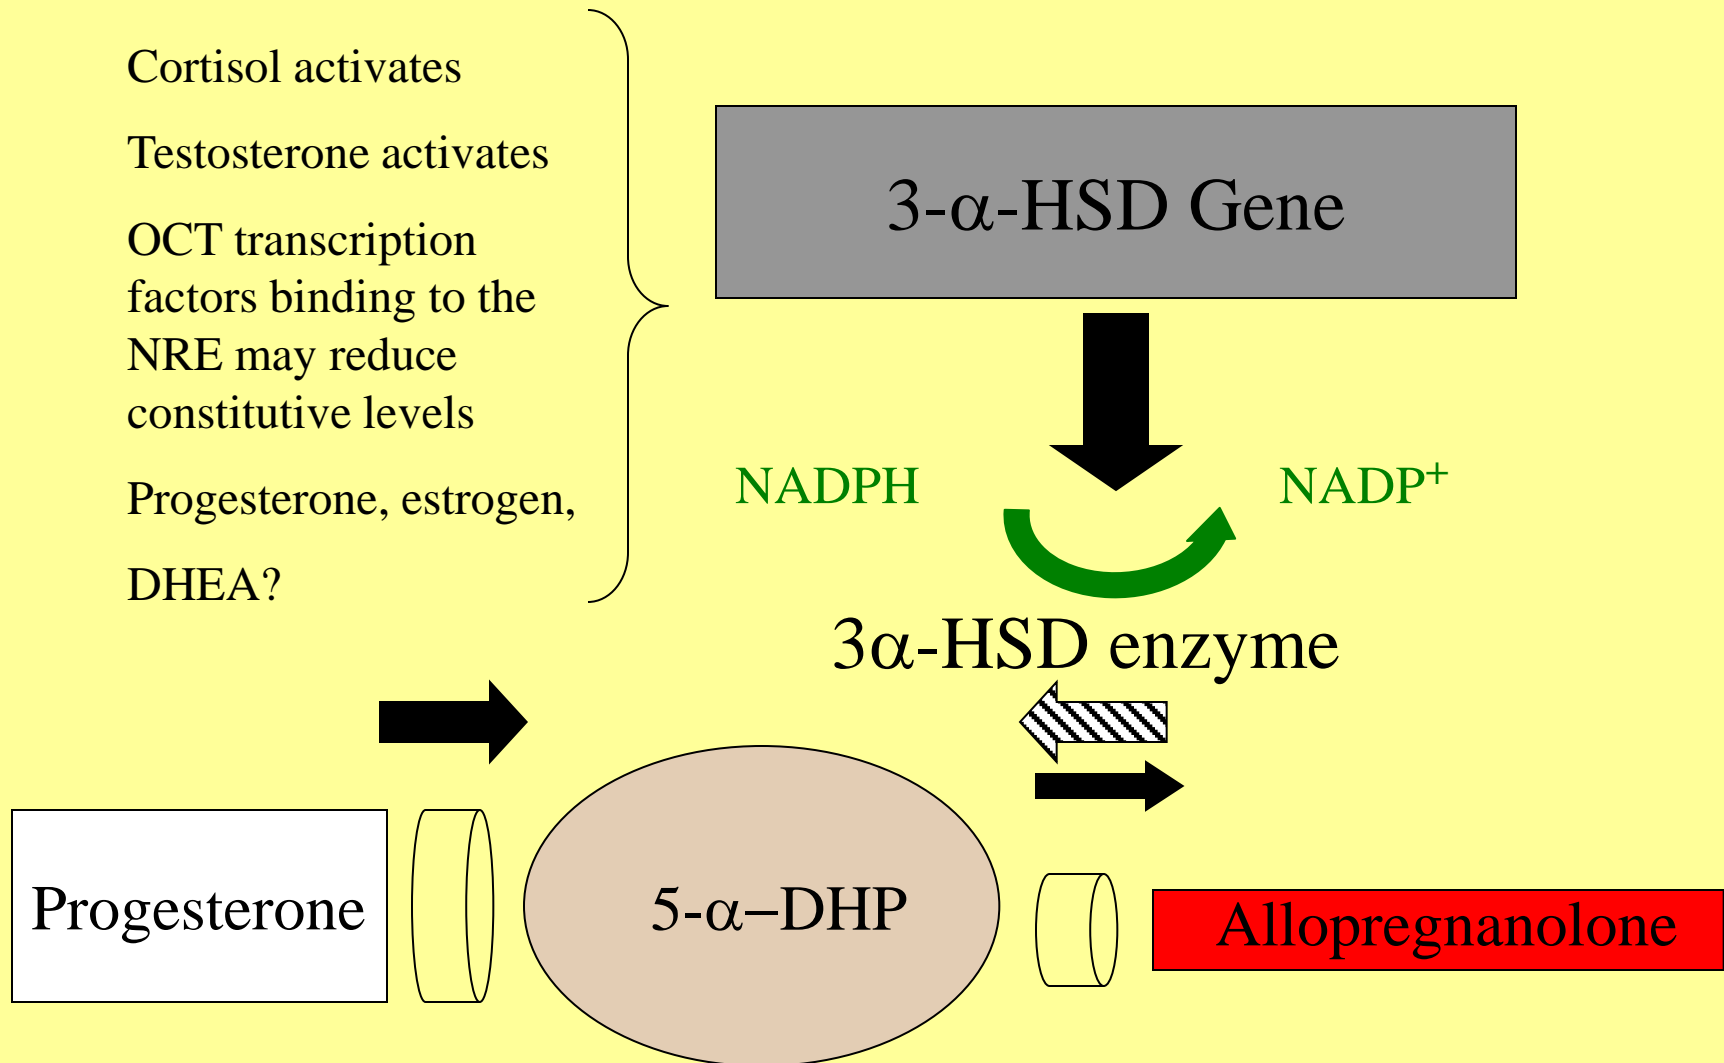 Cortisol activates
Testosterone activates
OCT transcription
factors binding to the
NRE may reduce
constitutive levels
Progesterone, estrogen,
DHEA?
3-α-HSD Gene
NADPH
NADP⁺
3α-HSD enzyme
Progesterone
5-α–DHP
Allopregnanolone